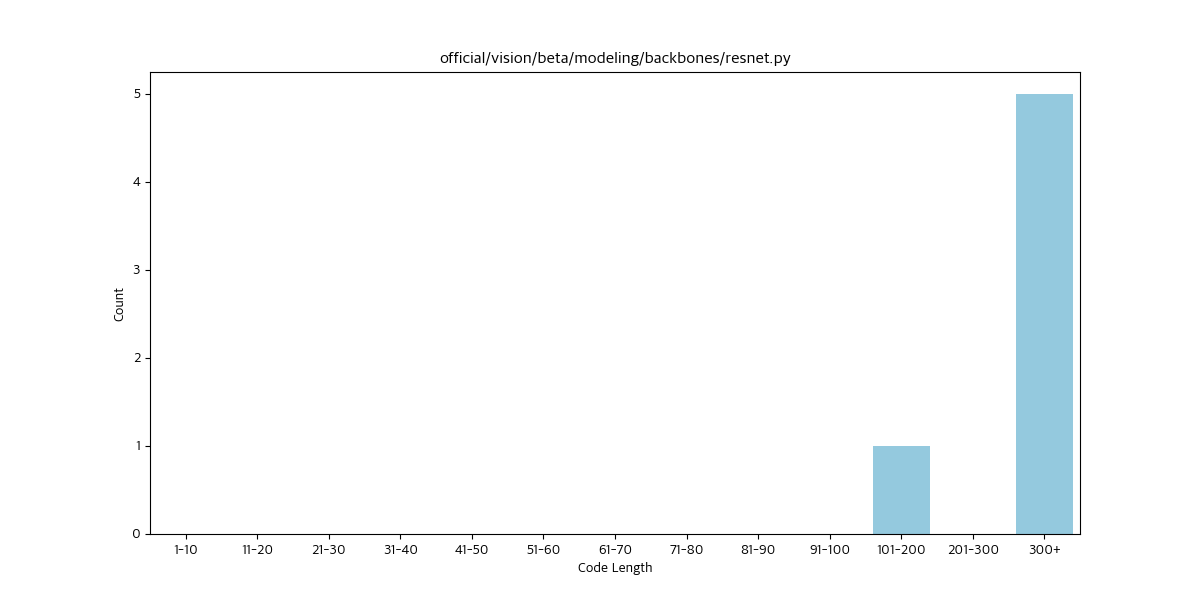 official/vision/beta/modeling/backbones/resnet.py
5
4
3
2
1
0
Count
1-10 11-20 21-30 31-40 41-50 51-60 61-70 71-80 81-90 91-100 101-200 201-300 300+
Code Length